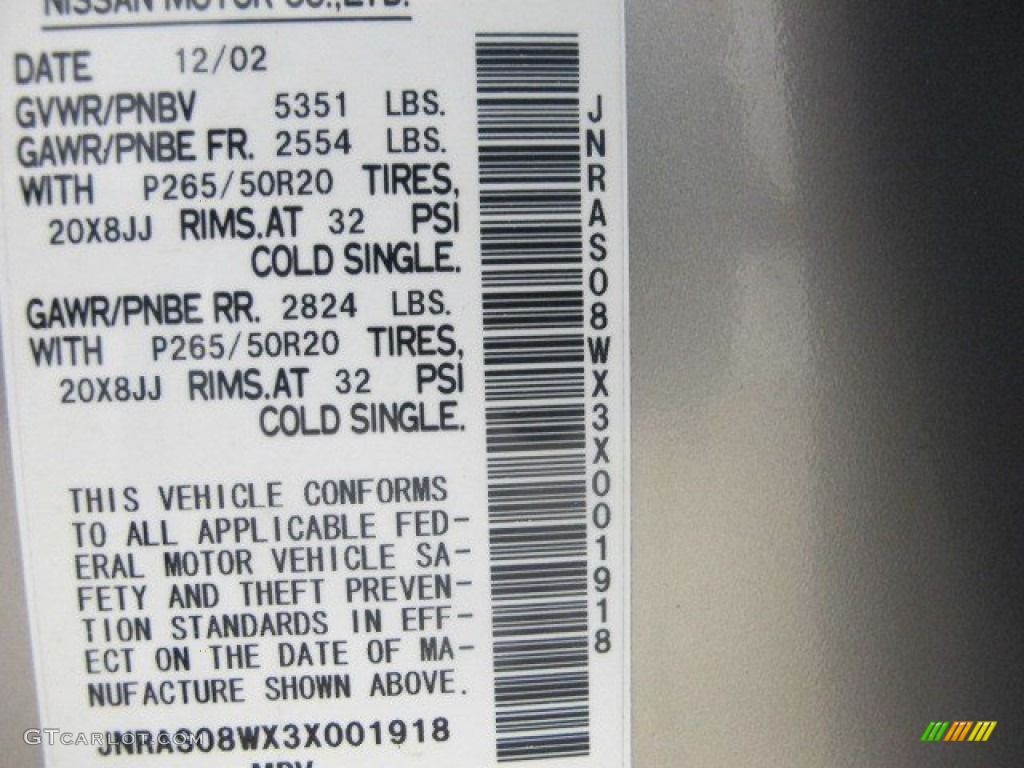 NISSAN MOTOR CO.,LTD.
DATE 12/02
GVWR/PNBV 5351 LBS.
GAWR/PNBE FR. 2554 LBS.
WITH P265/50R20 TIRES,
20X8JJ RIMS.AT 32 PSI
COLD SINGLE.
GAWR/PNBE RR. 2824 LBS.
WITH P265/50R20 TIRES,
20X8JJ RIMS.AT 32 PSI
COLD SINGLE.
THIS VEHICLE CONFORMS
TO ALL APPLICABLE FED-
ERAL MOTOR VEHICLE SA-
FETY AND THEFT PREVEN-
TION STANDARDS IN EFF-
ECT ON THE DATE OF MA-
NUFACTURE SHOWN ABOVE.
JNRAS08WX3X001918
MPV
JNRAS08WX3X001918
GTCarLot.com